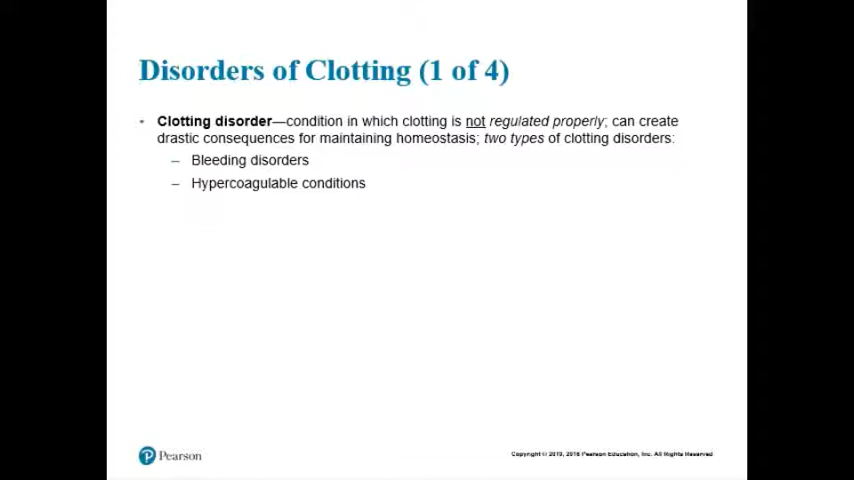 Disorders of Clotting (1 of 4)
• Clotting disorder—condition in which clotting is not regulated properly; can create
drastic consequences for maintaining homeostasis; two types of clotting disorders:
– Bleeding disorders
– Hypercoagulable conditions
Pearson
Copyright © 2019, 2016 Pearson Education, Inc. All Rights Reserved